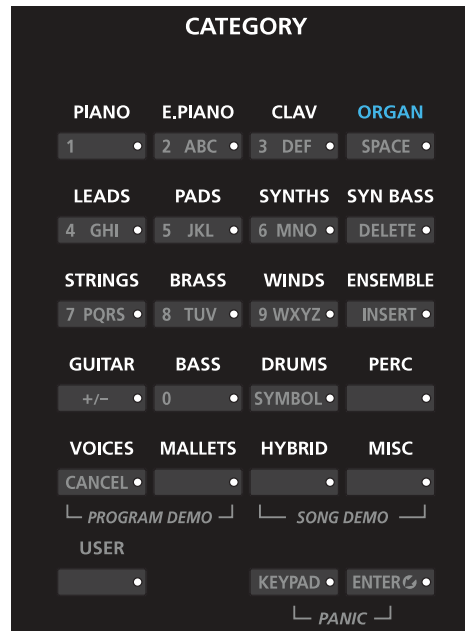 CATEGORY
PIANO E.PIANO CLAV ORGAN
1 2 ABC 3 DEF SPACE
LEADS PADS SYNTHS SYN BASS
4 GHI 5 JKL 6 MNO DELETE
STRINGS BRASS WINDS ENSEMBLE
7 PQRS 8 TUV 9 WXYZ INSERT
GUITAR BASS DRUMS PERC
+/− 0 SYMBOL
VOICES MALLETS HYBRID MISC
CANCEL
PROGRAM DEMO SONG DEMO
USER
KEYPAD ENTER
PANIC